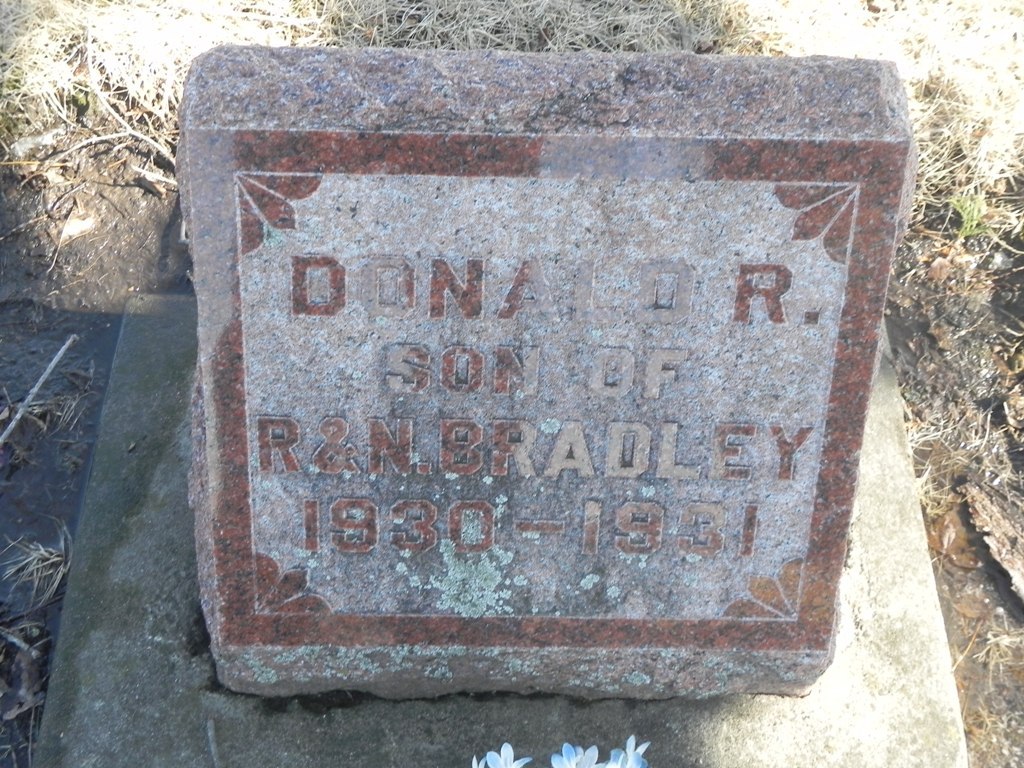 DONALD R.
SON OF
R&N. BRADLEY
1930-1931